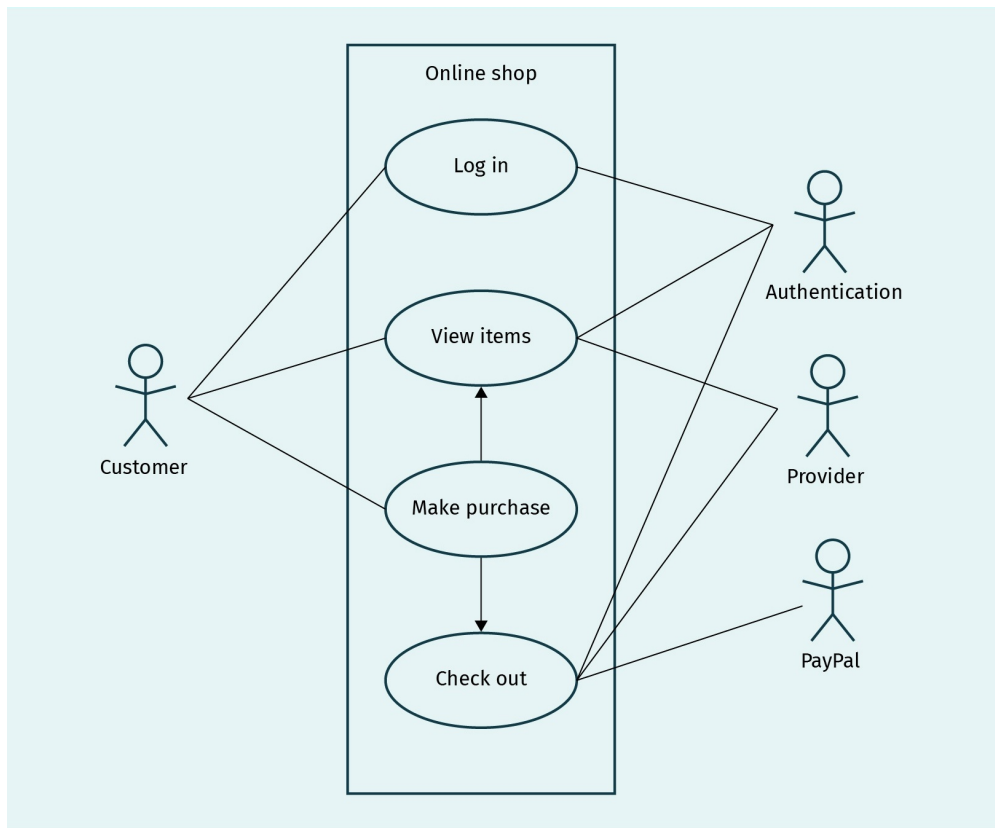 Online shop
Log in
Authentication
View items
Customer
Provider
Make purchase
PayPal
Check out